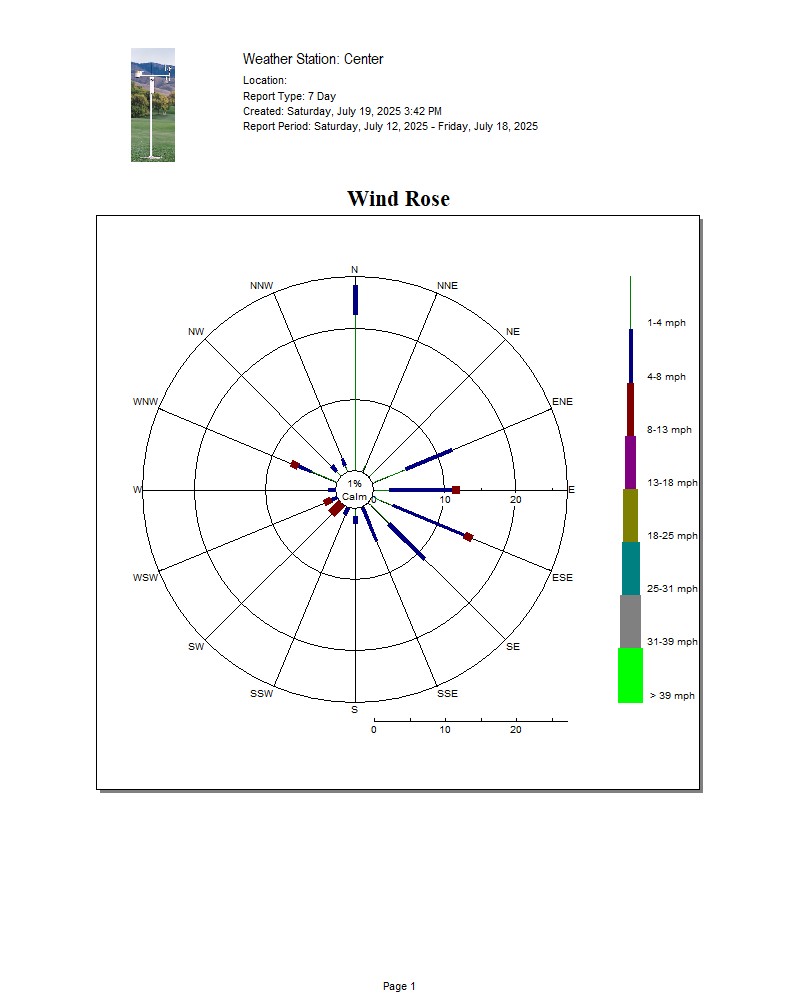 Weather Station: Center
Location:
Report Type: 7 Day
Created: Saturday, July 19, 2025 3:42 PM
Report Period: Saturday, July 12, 2025 - Friday, July 18, 2025
Wind Rose
N
NNW
NNE
NW
NE
WNW
ENE
W
1%
Calm
0
10
20
E
WSW
ESE
SW
SE
SSW
SSE
S
0
10
20
1-4 mph
4-8 mph
8-13 mph
13-18 mph
18-25 mph
25-31 mph
31-39 mph
> 39 mph
Page 1